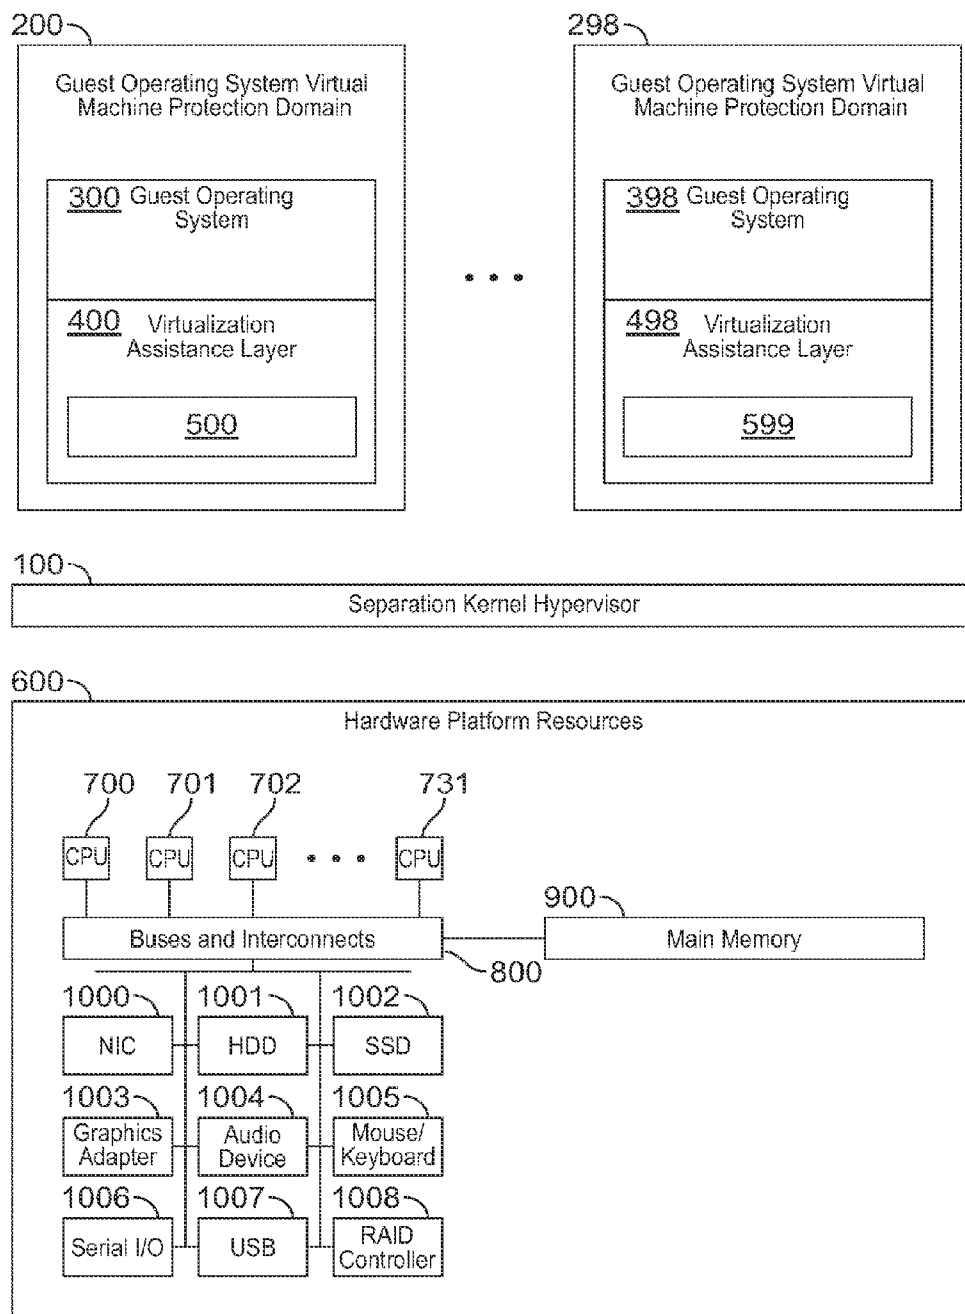 200
298
Guest Operating System Virtual
Machine Protection Domain
Guest Operating System Virtual
Machine Protection Domain
300 Guest Operating
System
398 Guest Operating
System
400 Virtualization
Assistance Layer
498 Virtualization
Assistance Layer
500
599
100
Separation Kernel Hypervisor
600
Hardware Platform Resources
700 701 702 731
CPU CPU CPU CPU
900
Buses and Interconnects
Main Memory
800
1000 1001 1002
NIC HDD SSD
1003 1004 1005
Graphics
Adapter
Audio
Device
Mouse/
Keyboard
1006 1007 1008
Serial I/O USB
RAID
Controller